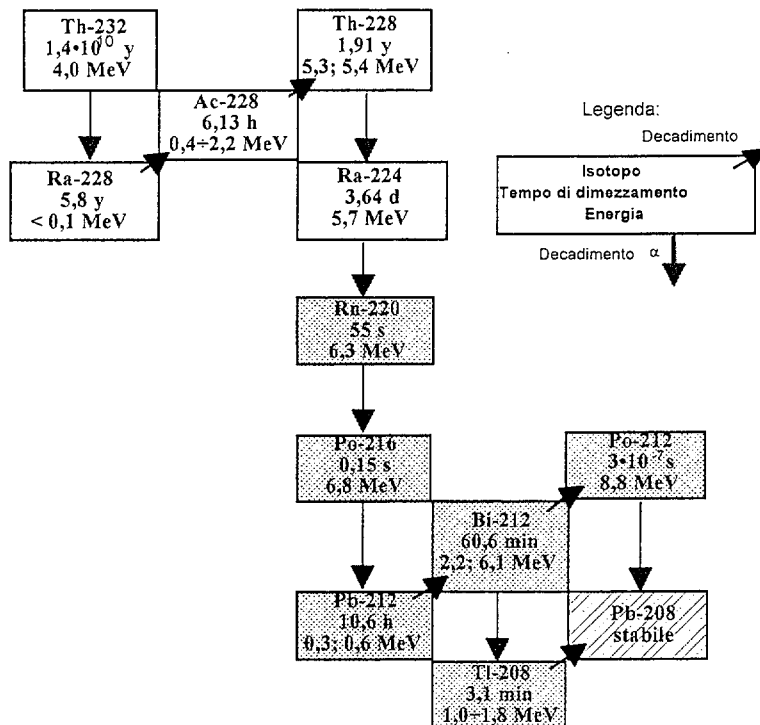 Th-232
1,4•10¹⁰ y
4,0 MeV
Th-228
1,91 y
5,3; 5,4 MeV
Ac-228
6,13 h
0,4÷2,2 MeV
Ra-228
5,8 y
< 0,1 MeV
Ra-224
3,64 d
5,7 MeV
Legenda:
Decadimento
Isotopo
Tempo di dimezzamento
Energia
Decadimento α
Rn-220
55 s
6,3 MeV
Po-216
0,15 s
6,8 MeV
Po-212
3•10⁻⁷ s
8,8 MeV
Bi-212
60,6 min
2,2; 6,1 MeV
Pb-212
10,6 h
0,3; 0,6 MeV
Pb-208
stabile
Tl-208
3,1 min
1,0÷1,8 MeV